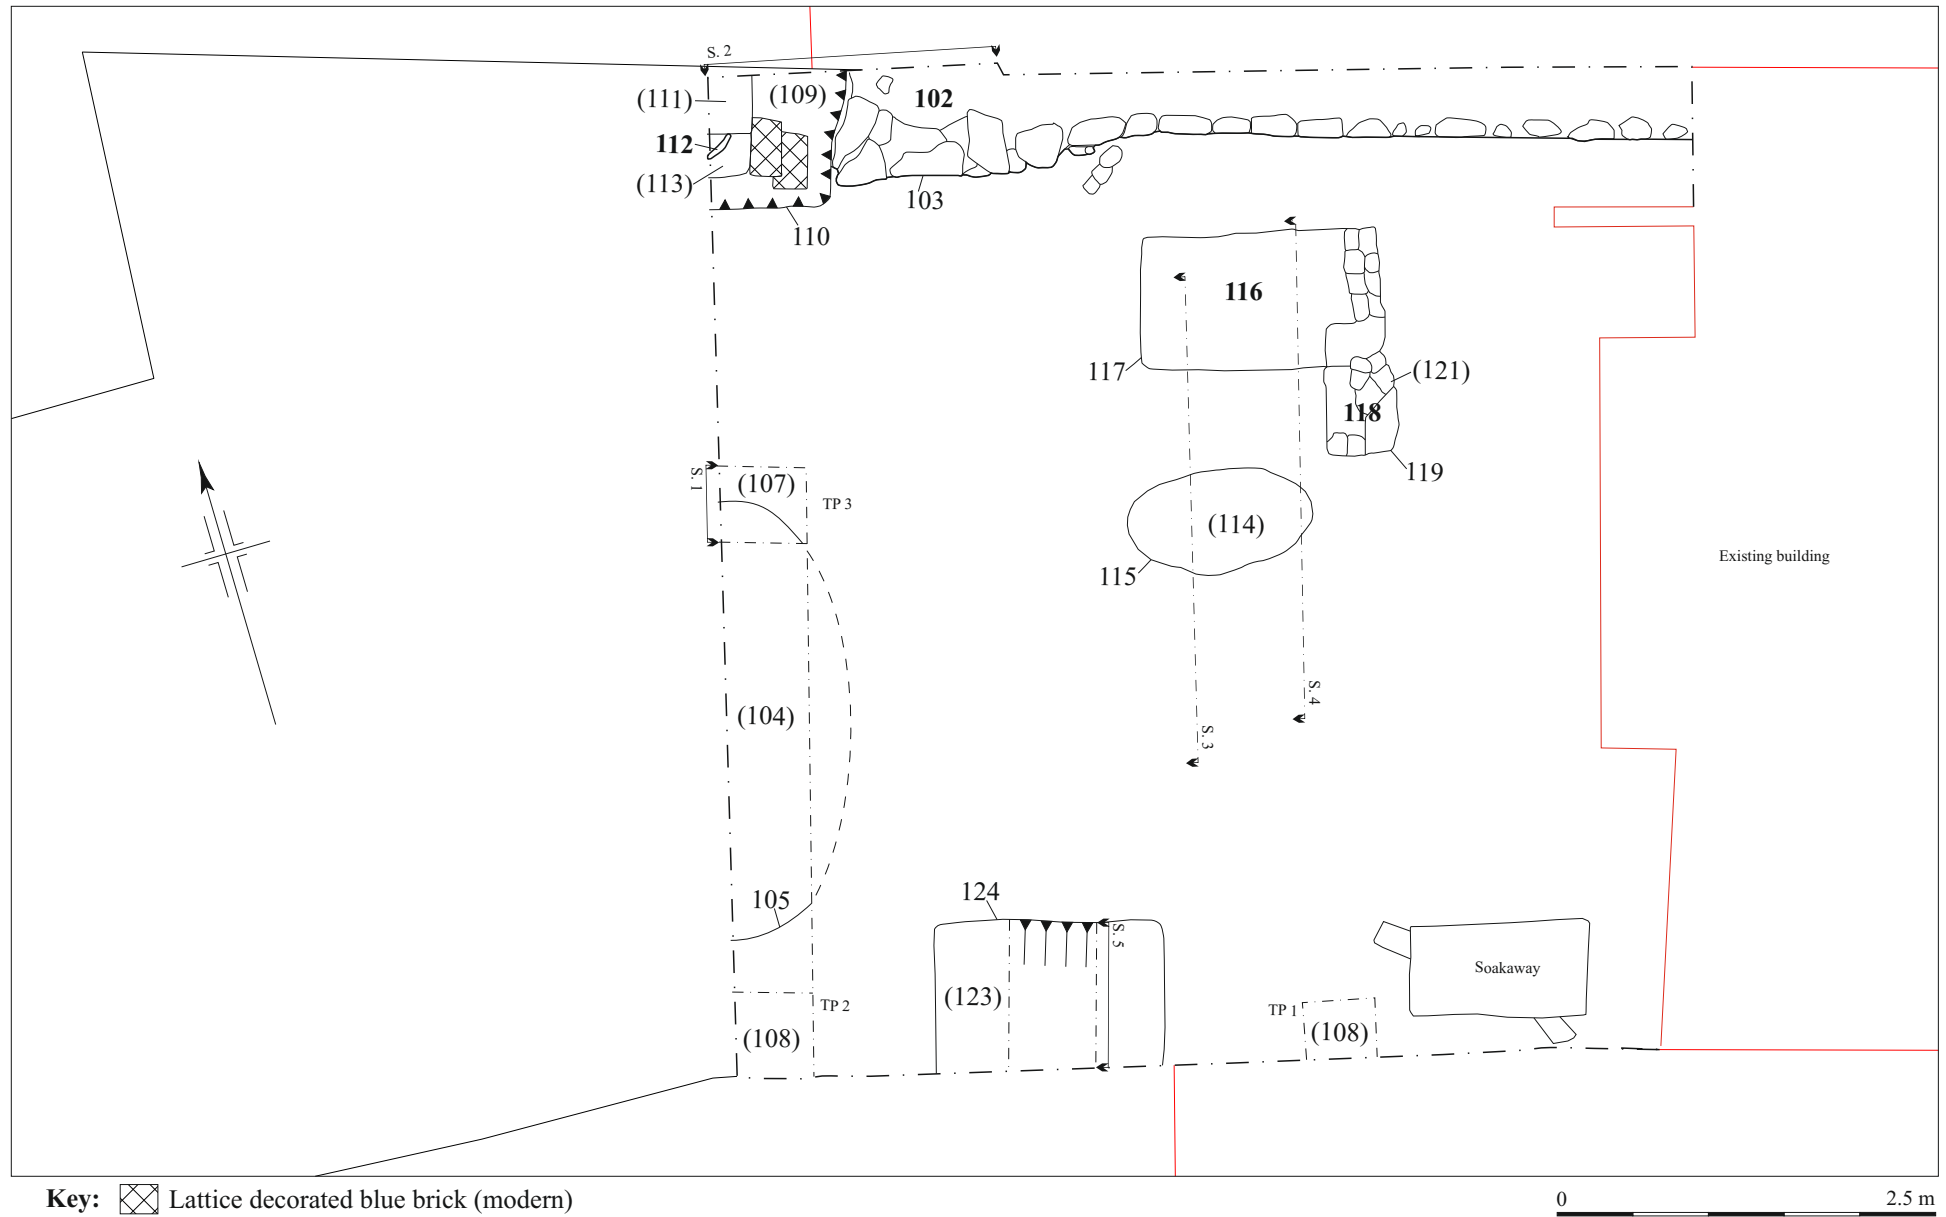 S. 2
(111)
(109)
102
112
(113)
103
110
116
117
(121)
118
119
S. 1
(107)
TP 3
(114)
115
Existing building
S. 4
(104)
S. 3
105
124
S. 5
Soakaway
(123)
TP 2
TP 1
(108)
(108)
Key: Lattice decorated blue brick (modern)
0 2.5 m